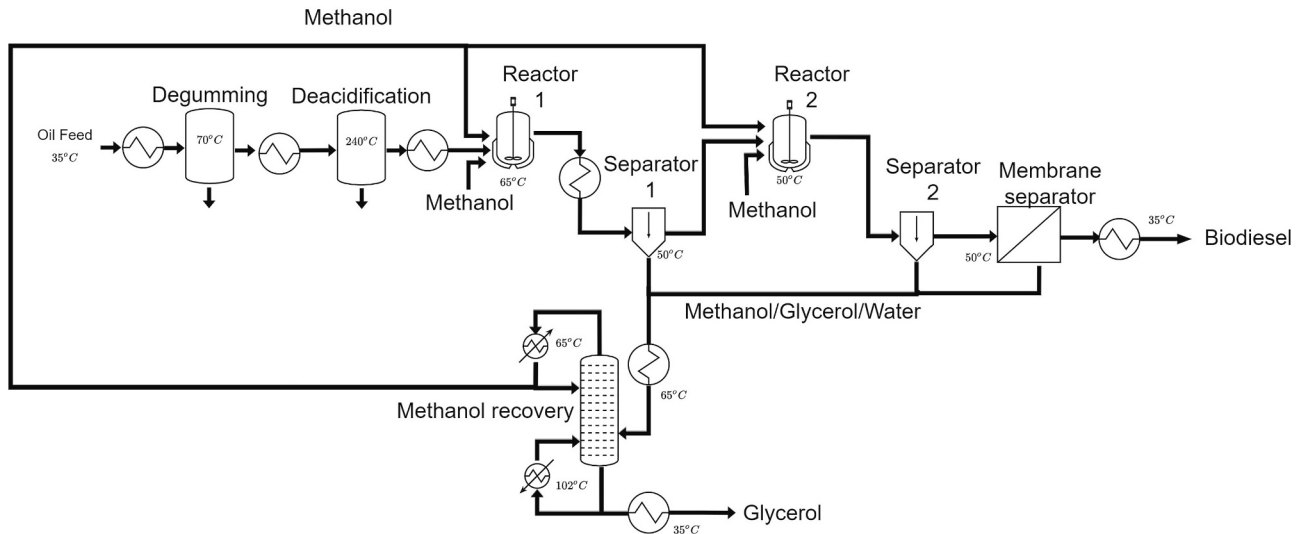 Methanol
Reactor
1
Reactor
2
Degumming
Deacidification
Oil Feed
35°C
70°C
240°C
65°C
Methanol
Separator
1
50°C
50°C
Methanol
Separator
2
Membrane
separator
50°C
35°C
Biodiesel
Methanol/Glycerol/Water
65°C
65°C
Methanol recovery
102°C
35°C
Glycerol